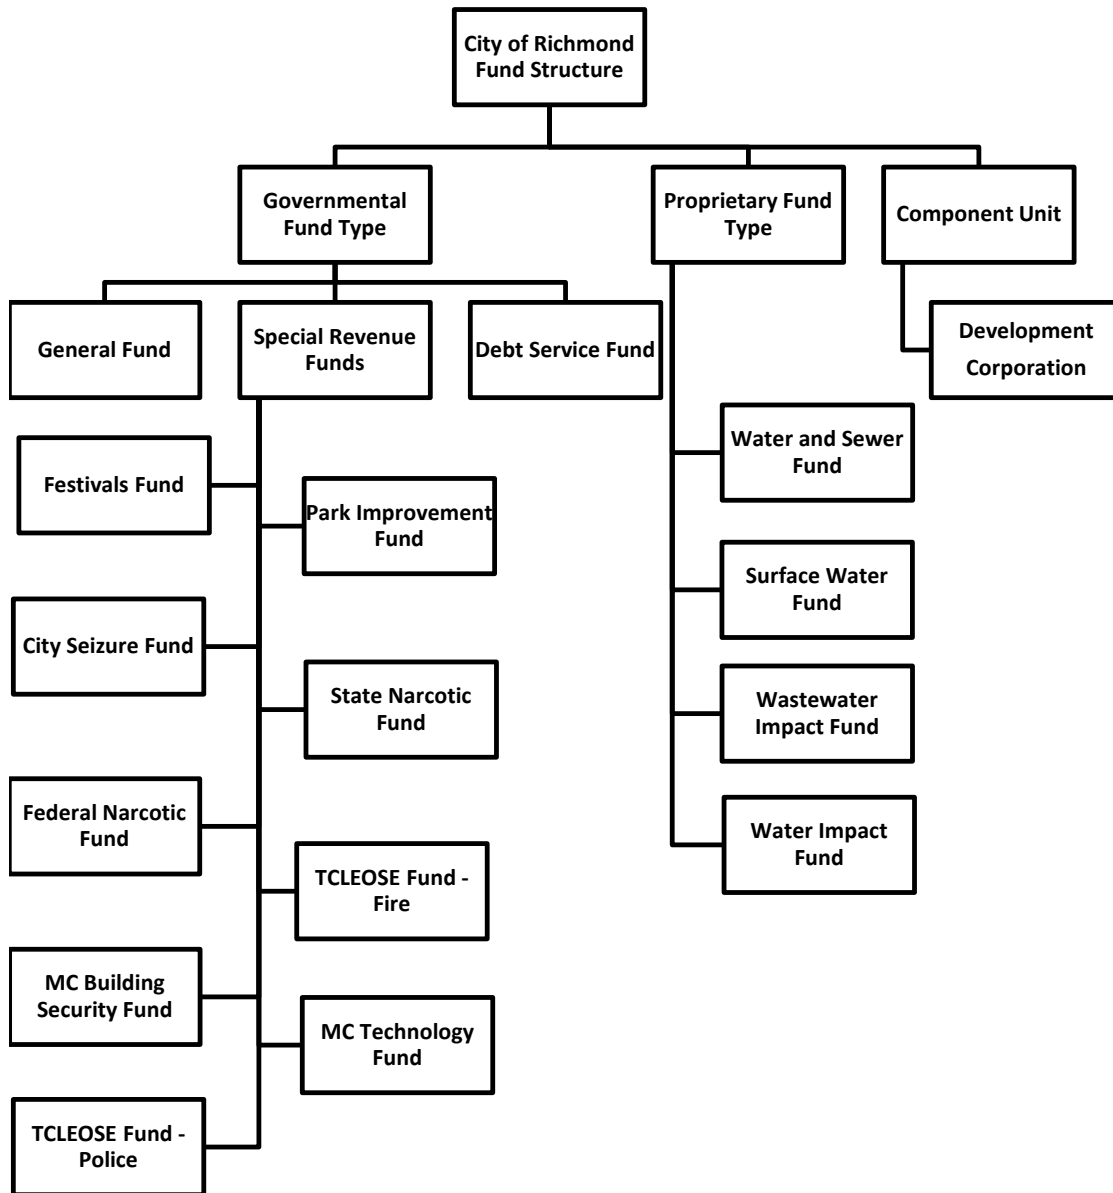 City of Richmond
Fund Structure
Governmental
Fund Type
Proprietary Fund
Type
Component Unit
General Fund
Special Revenue
Funds
Debt Service Fund
Development
Corporation
Water and Sewer
Fund
Festivals Fund
Park Improvement
Fund
Surface Water
Fund
City Seizure Fund
State Narcotic
Fund
Wastewater
Impact Fund
Federal Narcotic
Fund
Water Impact
Fund
TCLEOSE Fund -
Fire
MC Building
Security Fund
MC Technology
Fund
TCLEOSE Fund -
Police